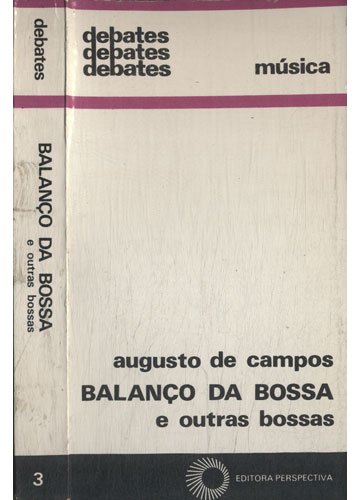 debates
BALANÇO DA BOSSA
e outras bossas
3
debates
debates
debates
música
augusto de campos
BALANÇO DA BOSSA
e outras bossas
EDITORA PERSPECTIVA